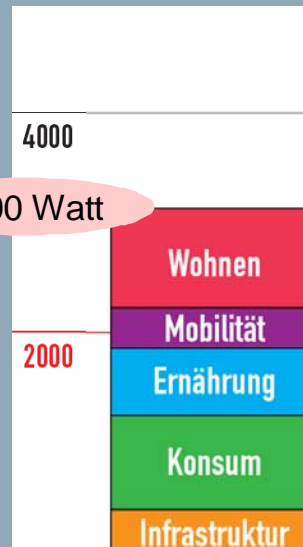 4000
00 Watt
Wohnen
Mobilität
2000
Ernährung
Konsum
Infrastruktur